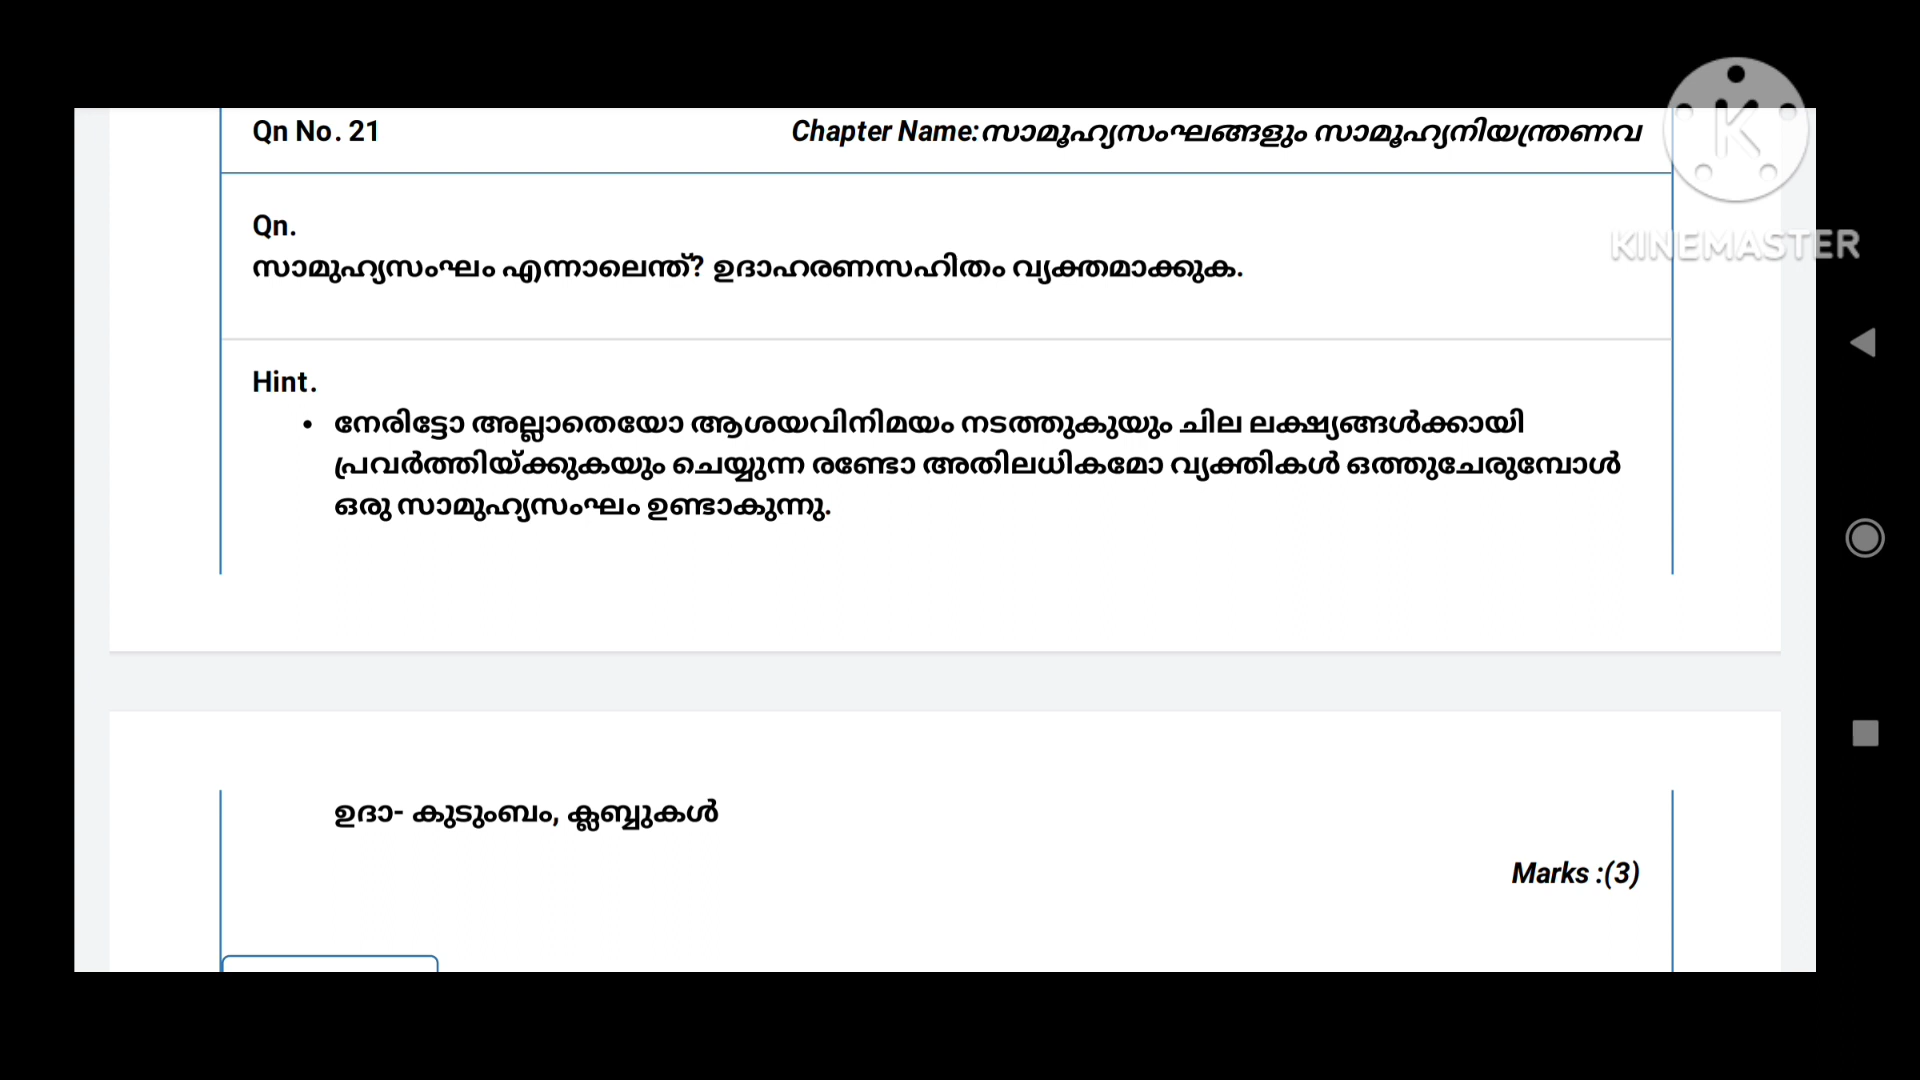 Qn No. 21
Chapter Name:സാമൂഹ്യസംഘങ്ങളും സാമൂഹ്യനിയന്ത്രണവ
KINEMASTER
Qn.
സാമുഹ്യസംഘം എന്നാലെന്ത്? ഉദാഹരണസഹിതം വ്യക്തമാക്കുക.
Hint.
• നേരിട്ടോ അല്ലാതെയോ ആശയവിനിമയം നടത്തുകുയും ചില ലക്ഷ്യങ്ങൾക്കായി
പ്രവർത്തിയ്ക്കുകയും ചെയ്യുന്ന രണ്ടോ അതിലധികമോ വ്യക്തികൾ ഒത്തുചേരുമ്പോൾ
ഒരു സാമുഹ്യസംഘം ഉണ്ടാകുന്നു.
ഉദാ- കുടുംബം, ക്ലബ്ബുകൾ
Marks :(3)